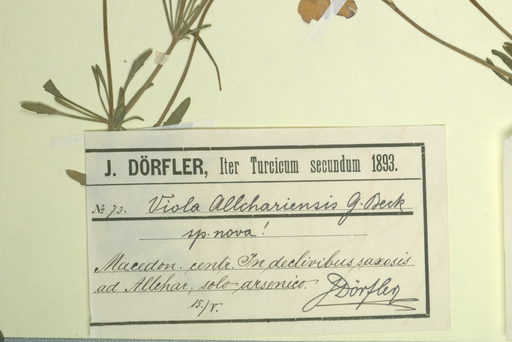 J. DÖRFLER, Iter Turcicum secundum 1893.
№ 73. Viola Allchariensis G. Beck
sp. nova!
Macedon. centr. In declivibus saxosis
ad Allchar, solo arsenico.
15./V. JDörfler